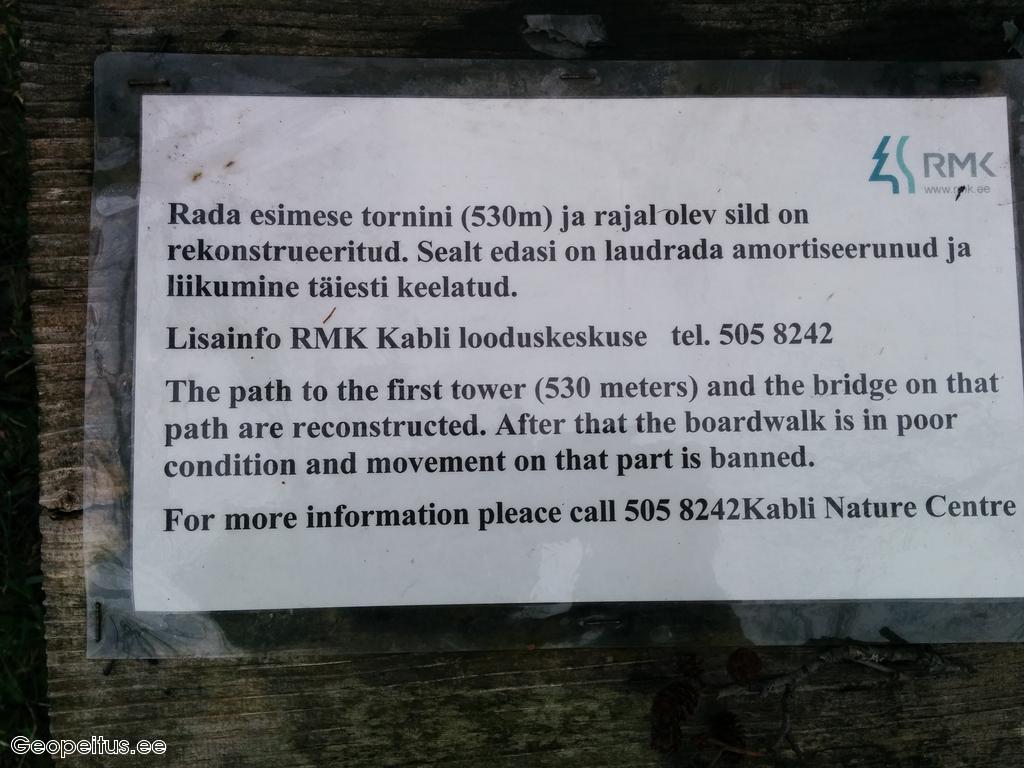 RMK
www.rmk.ee
Rada esimese tornini (530m) ja rajal olev sild on
rekonstrueeritud. Sealt edasi on laudrada amortiseerunud ja
liikumine täiesti keelatud.
Lisainfo RMK Kabli looduskeskuse tel. 505 8242
The path to the first tower (530 meters) and the bridge on that
path are reconstructed. After that the boardwalk is in poor
condition and movement on that part is banned.
For more information pleace call 505 8242Kabli Nature Centre
Geopeitus.ee